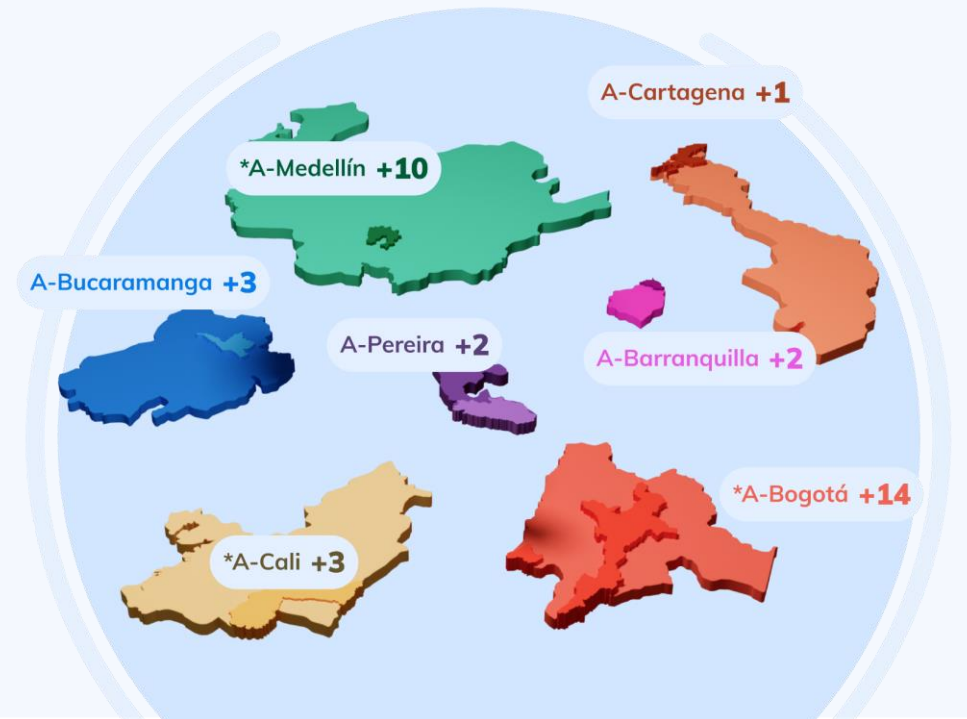 A-Cartagena +1
*A-Medellín +10
A-Bucaramanga +3
A-Pereira +2
A-Barranquilla +2
*A-Bogotá +14
*A-Cali +3